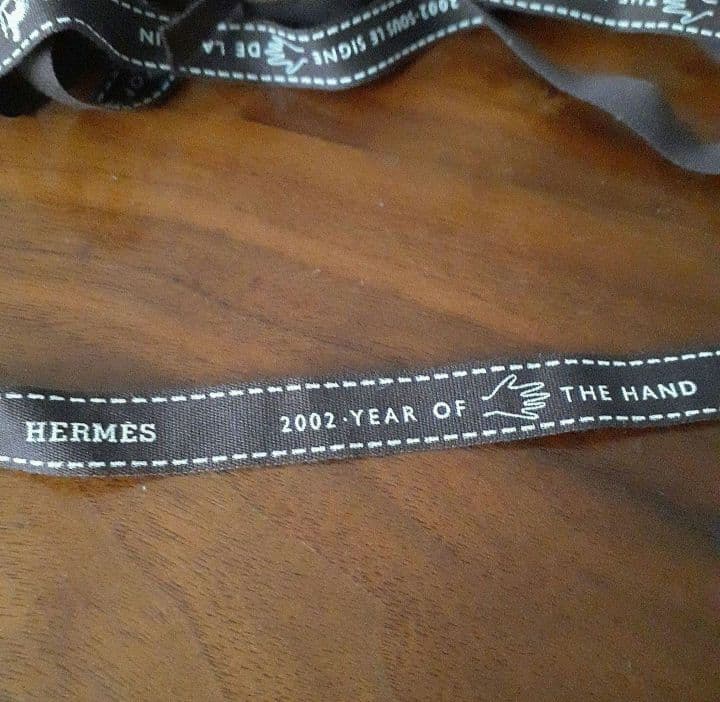 2002·SOUS LE SIGNE
DE LA
HERMÈS
2002·YEAR OF THE HAND